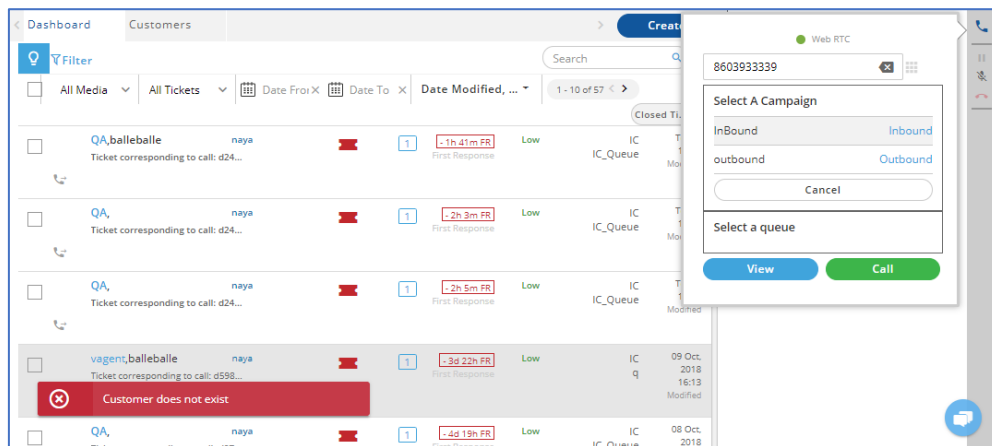 Dashboard Customers Create
Filter Search
All Media All Tickets Date From Date To Date Modified, ... 1 - 10 of 57
Closed Ti...
QA,balleballe naya 1 - 1h 41m FR Low IC
Ticket corresponding to call: d24... First Response IC_Queue
QA, naya 1 - 2h 3m FR Low IC
Ticket corresponding to call: d24... First Response IC_Queue
QA, naya 1 - 2h 5m FR Low IC
Ticket corresponding to call: d24... First Response IC_Queue
Modified
vagent,balleballe naya 1 - 3d 22h FR Low IC 09 Oct,
Ticket corresponding to call: d598... First Response q 2018
16:13
Modified
Customer does not exist
QA, naya 1 - 4d 19h FR Low IC 08 Oct,
First Response IC_Queue 2018
Web RTC
8603933339
Select A Campaign
InBound Inbound
outbound Outbound
Cancel
Select a queue
View Call